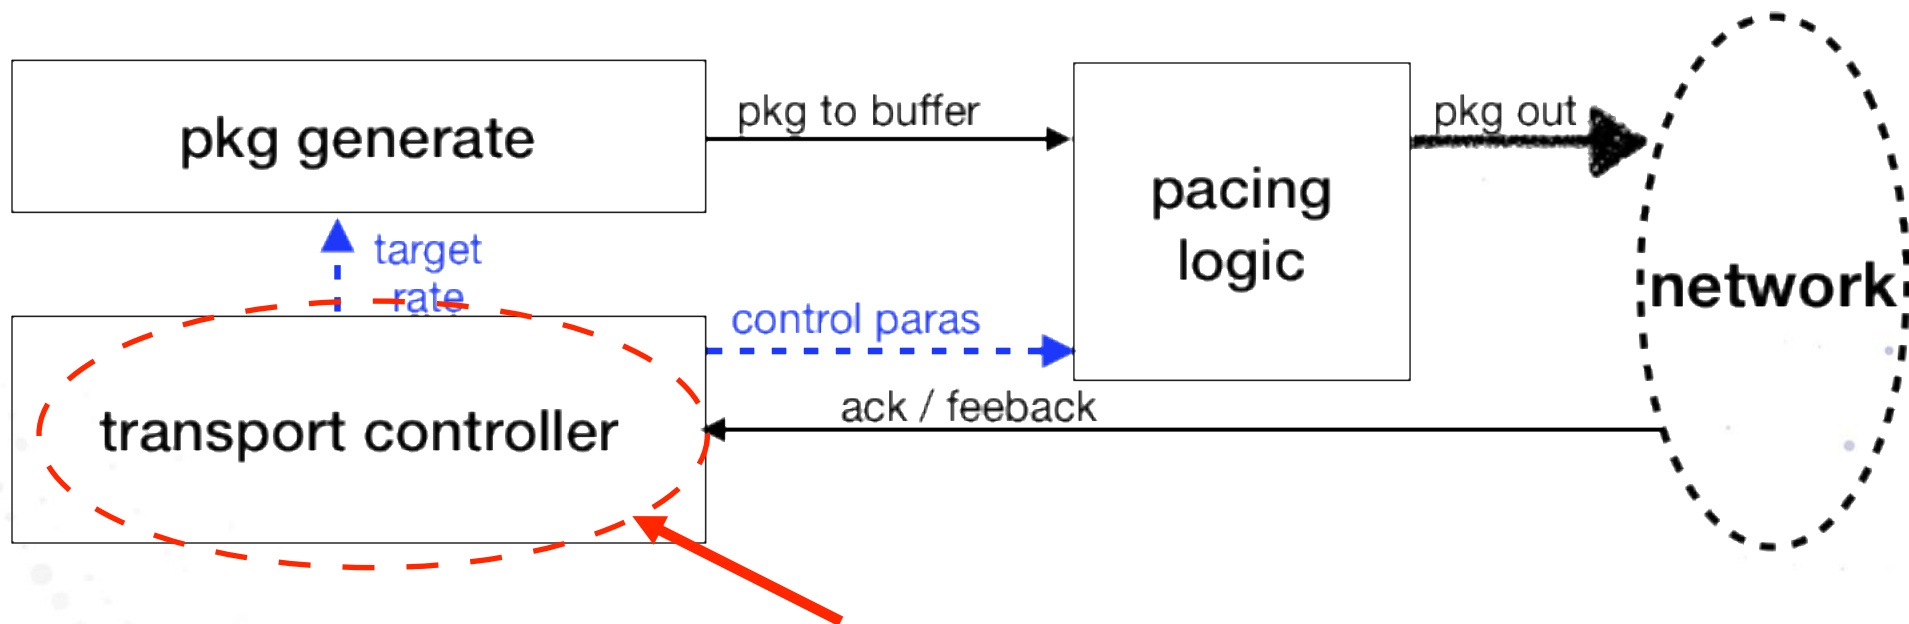 pkg generate
pkg to buffer
pkg out
pacing
logic
network
target
rate
control paras
ack / feeback
transport controller